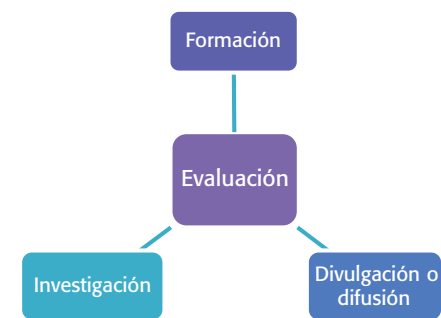 Formación
Evaluación
Investigación
Divulgación o
difusión